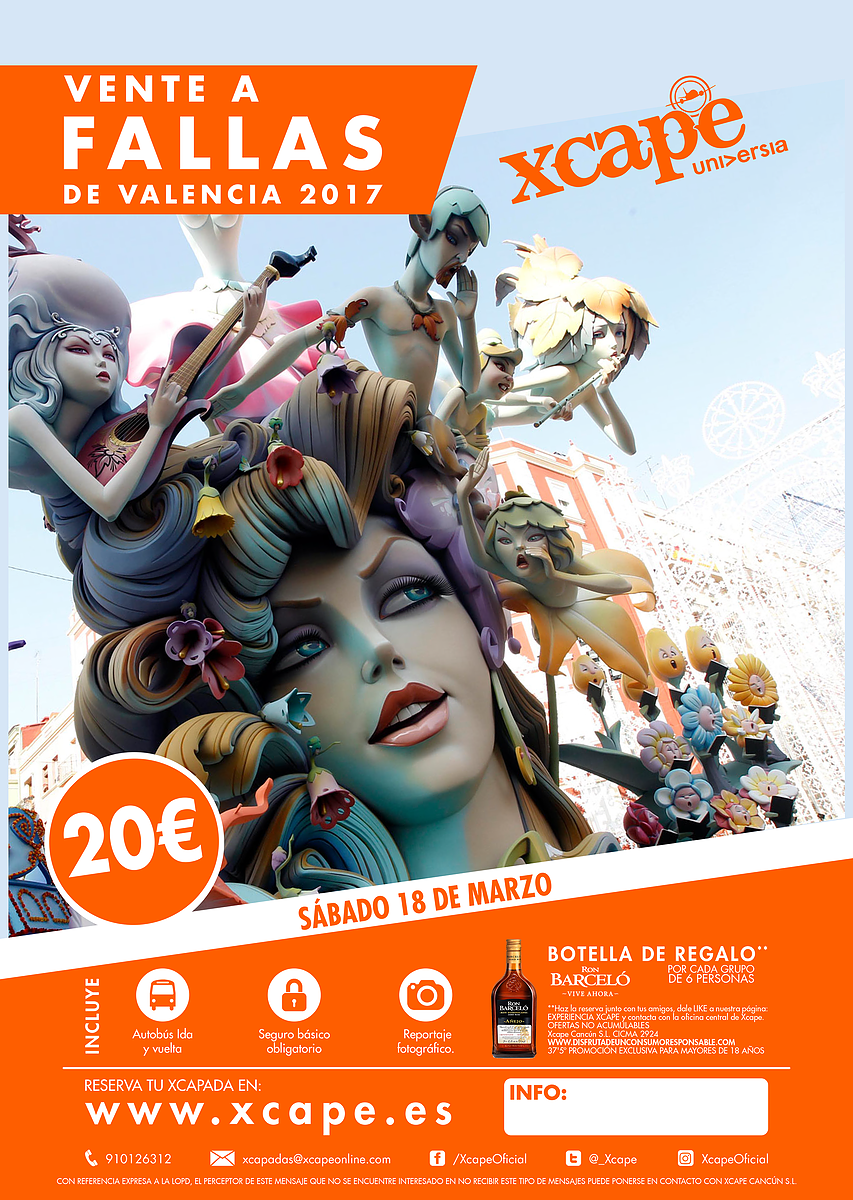 VENTE A
FALLAS
DE VALENCIA 2017
xcape
universia
20€
SÁBADO 18 DE MARZO
INCLUYE
Autobús Ida
y vuelta
Seguro básico
obligatorio
Reportaje
fotográfico.
RON
BARCELÓ
AÑEJO
BOTELLA DE REGALO**
RON
BARCELÓ
–VIVE AHORA–
POR CADA GRUPO
DE 6 PERSONAS
**Haz la reserva junto con tus amigos, dale LIKE a nuestra página:
EXPERIENCIA XCAPE y contacta con la oficina central de Xcape.
OFERTAS NO ACUMULABLES
Xcape Cancún S.L. CICMA 2924
WWW.DISFRUTADEUNCONSUMORESPONSABLE.COM
37'5º PROMOCIÓN EXCLUSIVA PARA MAYORES DE 18 AÑOS
RESERVA TU XCAPADA EN:
www.xcape.es
INFO:
910126312
xcapadas@xcapeonline.com
/XcapeOficial
@_Xcape
XcapeOficial
CON REFERENCIA EXPRESA A LA LOPD, EL PERCEPTOR DE ESTE MENSAJE QUE NO SE ENCUENTRE INTERESADO EN NO RECIBIR ESTE TIPO DE MENSAJES PUEDE PONERSE EN CONTACTO CON XCAPE CANCÚN S.L.